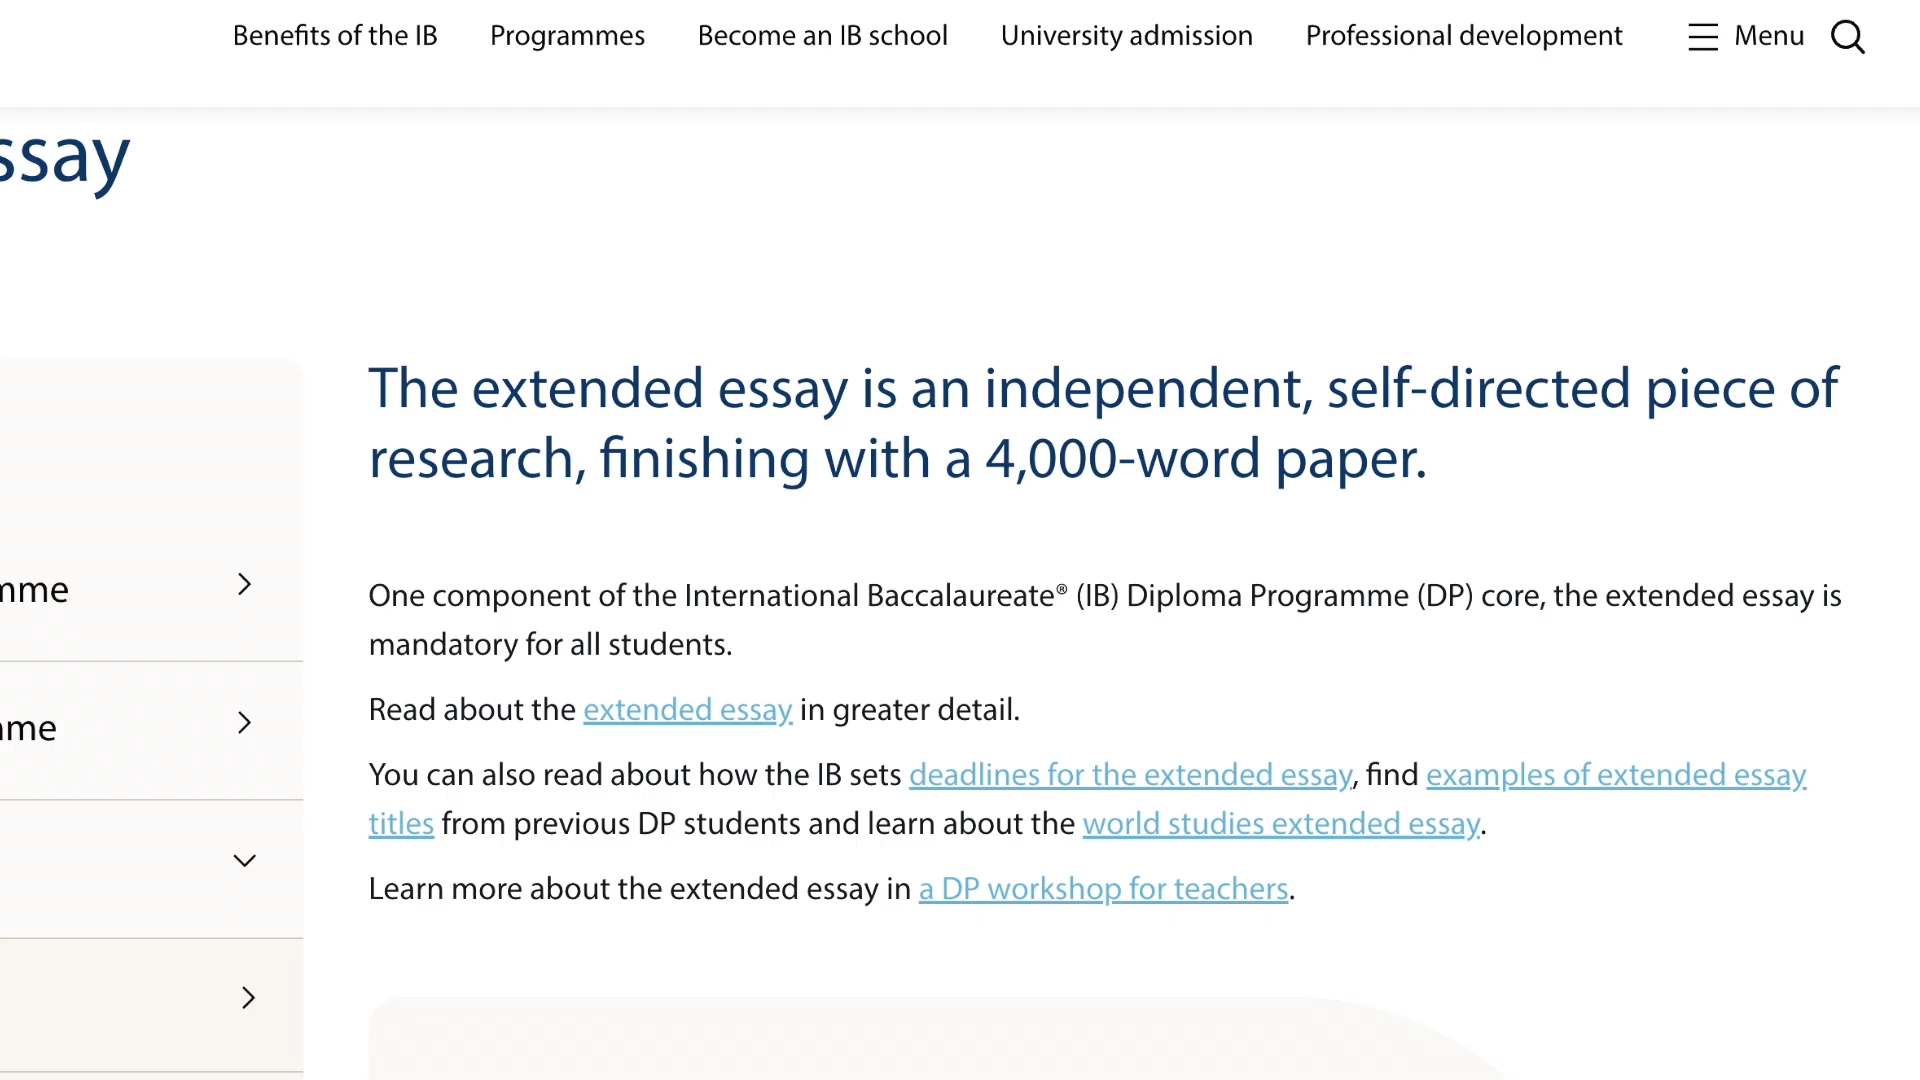 Benefits of the IB Programmes Become an IB school University admission Professional development Menu
The extended essay is an independent, self-directed piece of
research, finishing with a 4,000-word paper.
One component of the International Baccalaureate® (IB) Diploma Programme (DP) core, the extended essay is
mandatory for all students.
Read about the extended essay in greater detail.
You can also read about how the IB sets deadlines for the extended essay, find examples of extended essay
titles from previous DP students and learn about the world studies extended essay.
Learn more about the extended essay in a DP workshop for teachers.